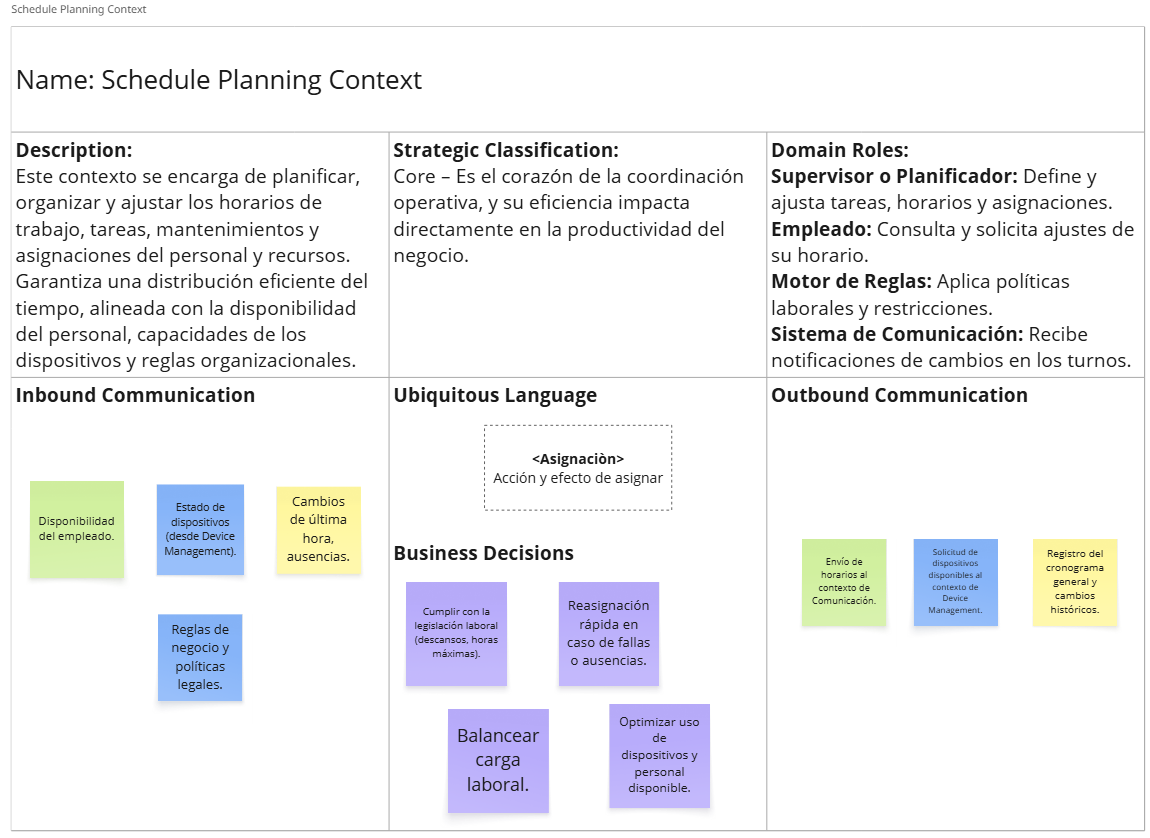 Schedule Planning Context
Name: Schedule Planning Context
Description:
Este contexto se encarga de planificar,
organizar y ajustar los horarios de
trabajo, tareas, mantenimientos y
asignaciones del personal y recursos.
Garantiza una distribución eficiente del
tiempo, alineada con la disponibilidad
del personal, capacidades de los
dispositivos y reglas organizacionales.
Strategic Classification:
Core – Es el corazón de la coordinación
operativa, y su eficiencia impacta
directamente en la productividad del
negocio.
Domain Roles:
Supervisor o Planificador: Define y
ajusta tareas, horarios y asignaciones.
Empleado: Consulta y solicita ajustes de
su horario.
Motor de Reglas: Aplica políticas
laborales y restricciones.
Sistema de Comunicación: Recibe
notificaciones de cambios en los turnos.
Inbound Communication
Disponibilidad
del empleado.
Estado de
dispositivos
(desde Device
Management).
Cambios
de última
hora,
ausencias.
Reglas de
negocio y
políticas
legales.
Ubiquitous Language
<Asignaciòn>
Acción y efecto de asignar
Business Decisions
Cumplir con la
legislación laboral
(descansos, horas
máximas).
Reasignación
rápida en
caso de fallas
o ausencias.
Balancear
carga
laboral.
Optimizar uso
de
dispositivos y
personal
disponible.
Outbound Communication
Envío de
horarios al
contexto de
Comunicación.
Solicitud de
dispositivos
disponibles al
contexto de
Device
Management.
Registro del
cronograma
general y
cambios
históricos.